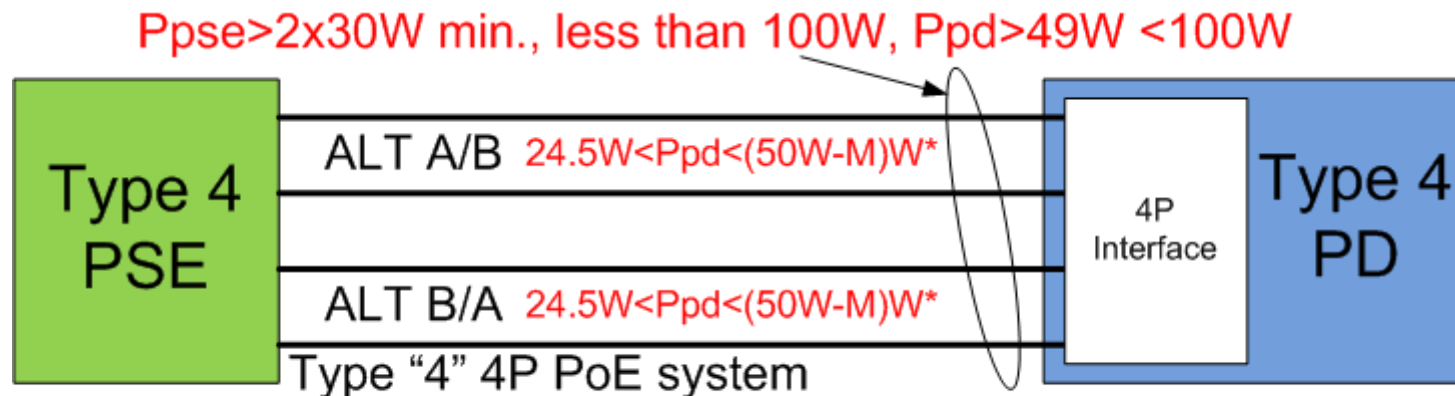 Ppse>2x30W min., less than 100W, Ppd>49W <100W
Type 4
PSE
ALT A/B 24.5W<Ppd<(50W-M)W*
ALT B/A 24.5W<Ppd<(50W-M)W*
Type “4” 4P PoE system
4P
Interface
Type 4
PD